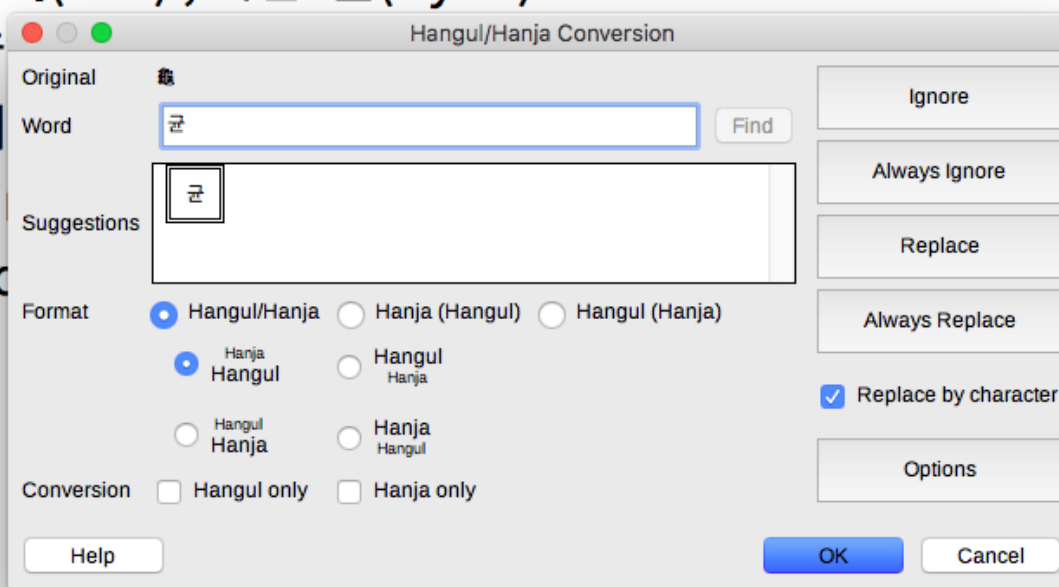 Hangul/Hanja Conversion
Original 龜
Ignore
Word 균 Find
Always Ignore
Suggestions 균
Replace
Format Hangul/Hanja Hanja (Hangul) Hangul (Hanja)
Always Replace
Hanja
Hangul
Hangul
Hanja
Replace by character
Hangul
Hanja
Hanja
Hangul
Options
Conversion Hangul only Hanja only
Help OK Cancel